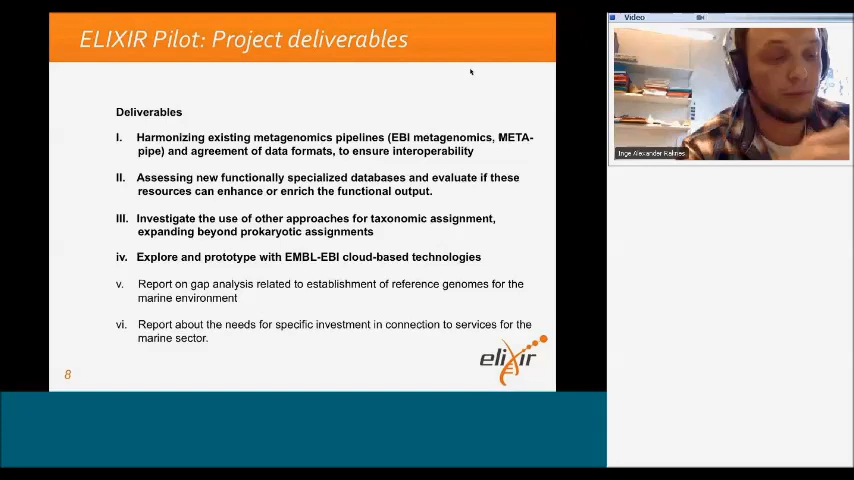 ELIXIR Pilot: Project deliverables
Deliverables
I. Harmonizing existing metagenomics pipelines (EBI metagenomics, META-
pipe) and agreement of data formats, to ensure interoperability
II. Assessing new functionally specialized databases and evaluate if these
resources can enhance or enrich the functional output.
III. Investigate the use of other approaches for taxonomic assignment,
expanding beyond prokaryotic assignments
iv. Explore and prototype with EMBL-EBI cloud-based technologies
v. Report on gap analysis related to establishment of reference genomes for the
marine environment
vi. Report about the needs for specific investment in connection to services for the
marine sector.
elixir
8
Video
Inge Alexander Raknes